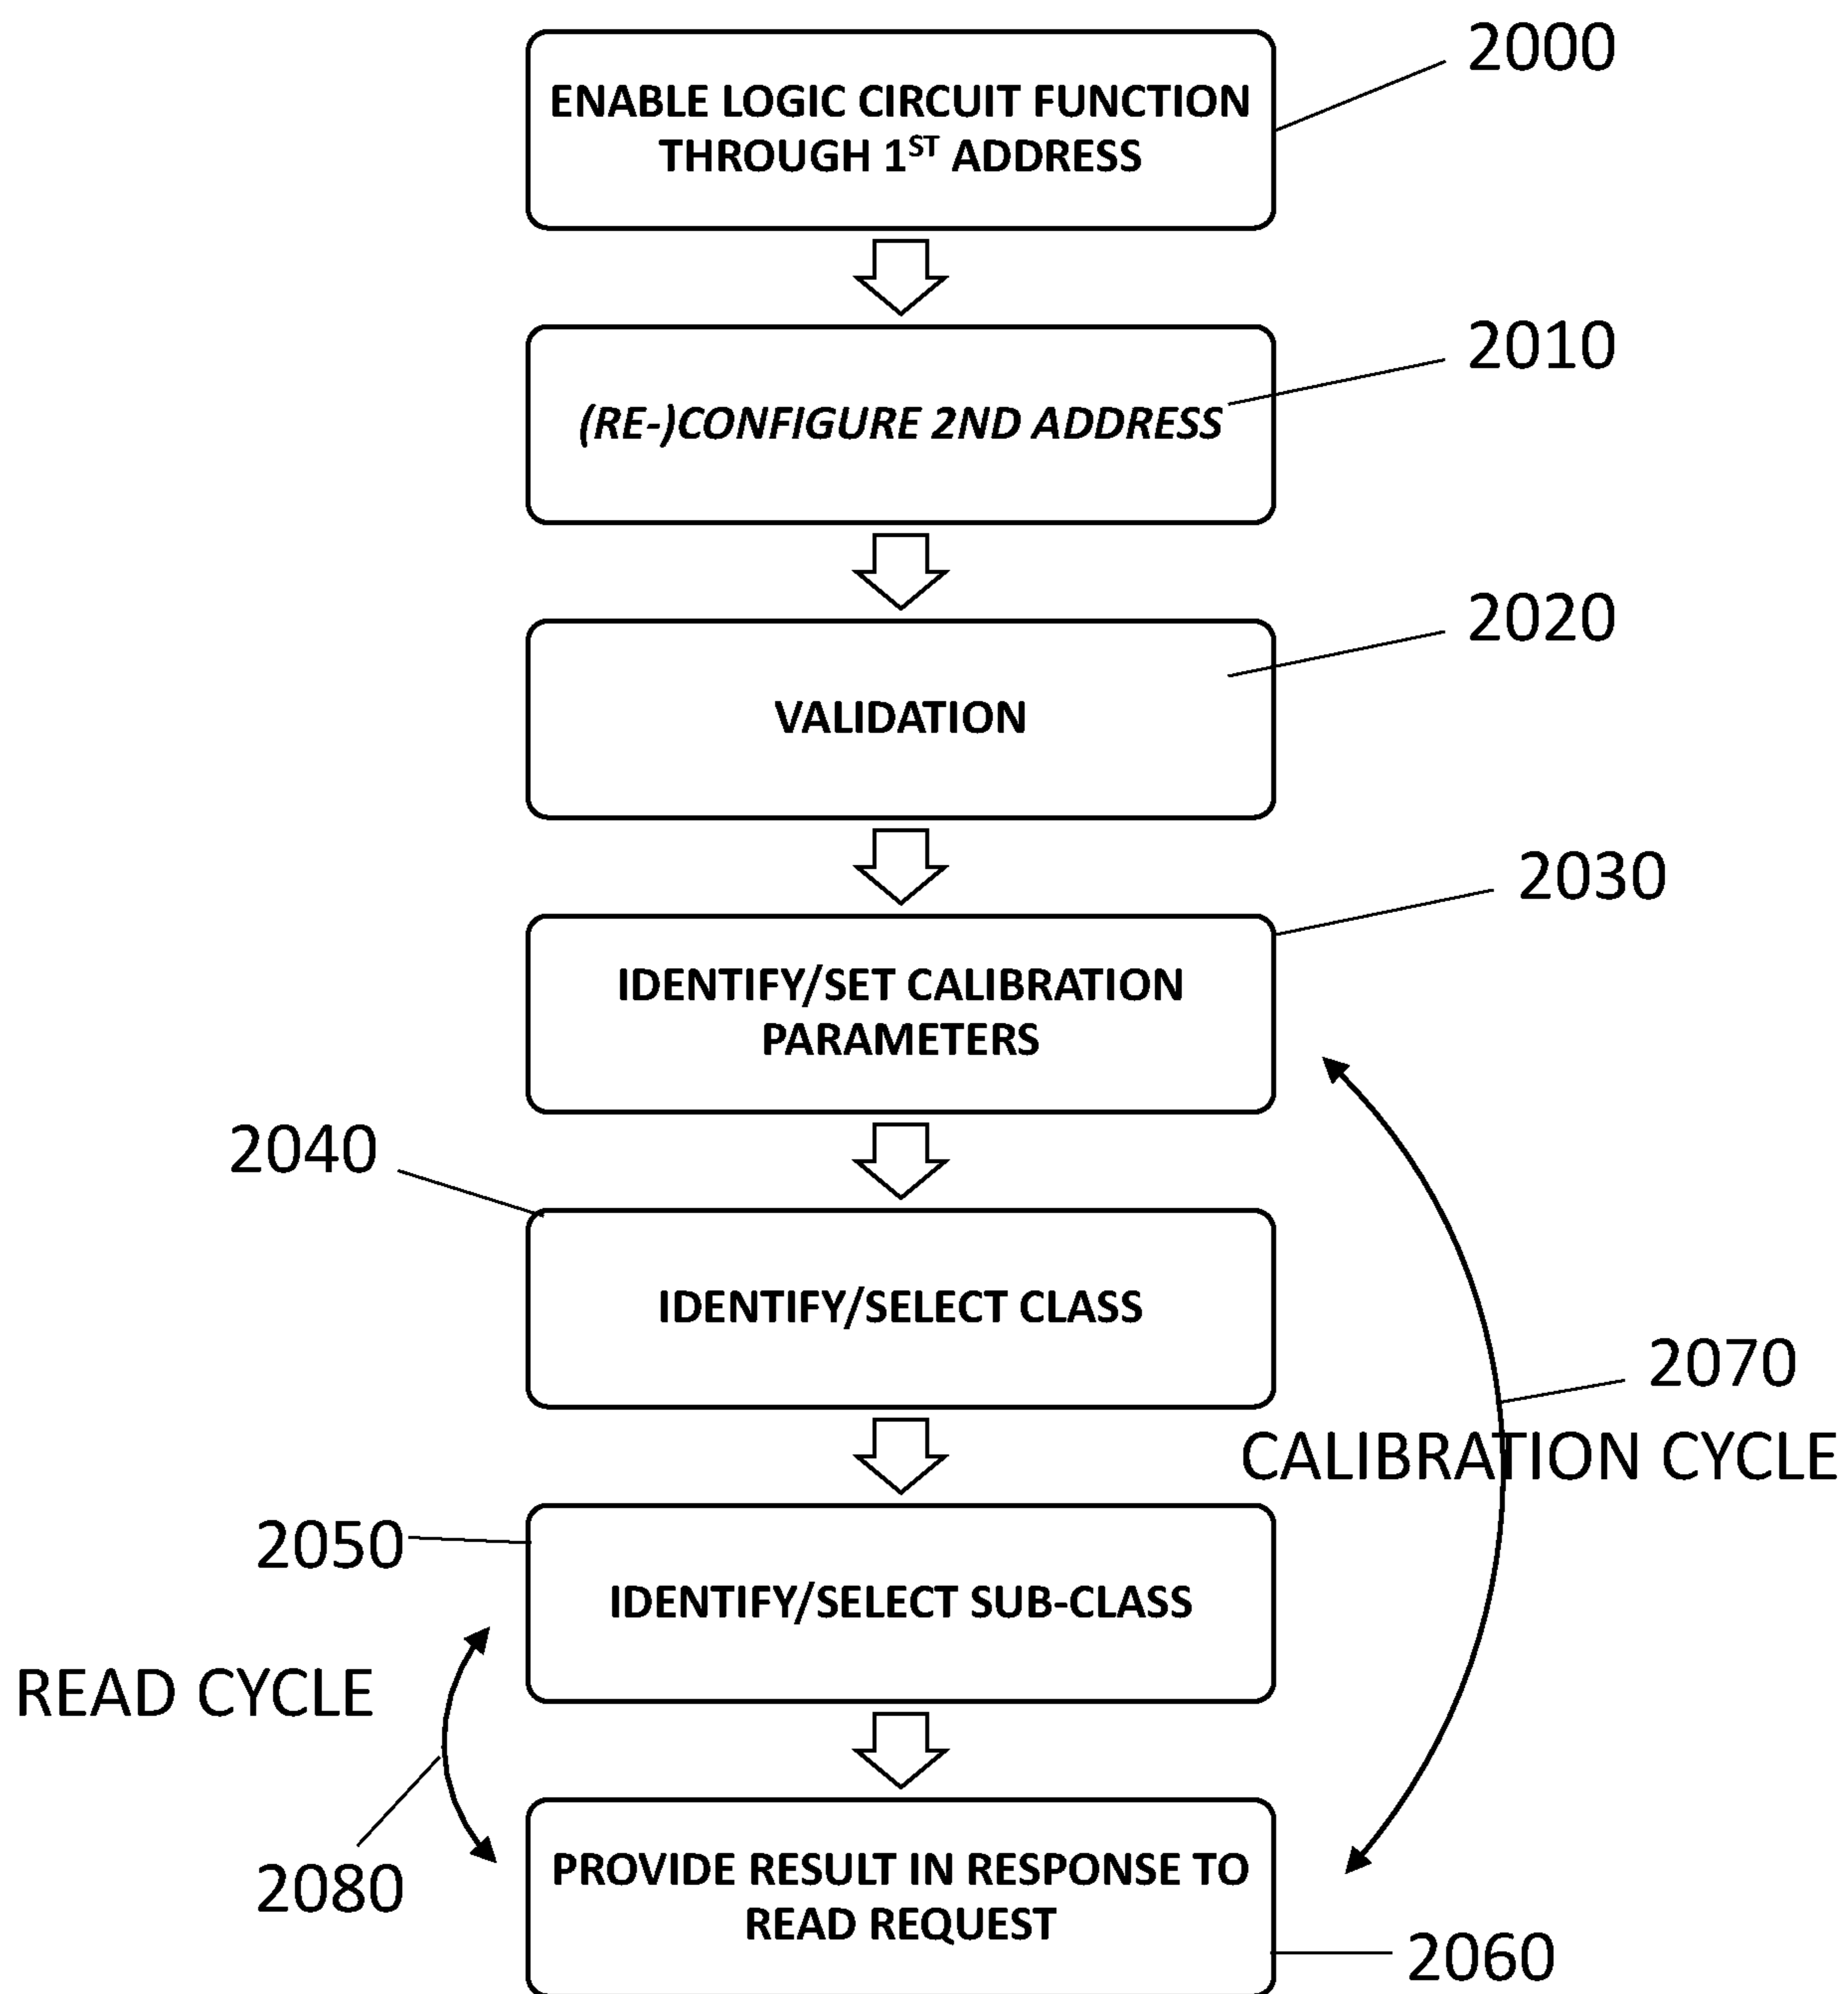 2000
ENABLE LOGIC CIRCUIT FUNCTION
THROUGH 1ST ADDRESS
2010
(RE-)CONFIGURE 2ND ADDRESS
2020
VALIDATION
2030
IDENTIFY/SET CALIBRATION
PARAMETERS
2040
IDENTIFY/SELECT CLASS
2070
CALIBRATION CYCLE
2050
IDENTIFY/SELECT SUB-CLASS
READ CYCLE
2080
PROVIDE RESULT IN RESPONSE TO
READ REQUEST
2060